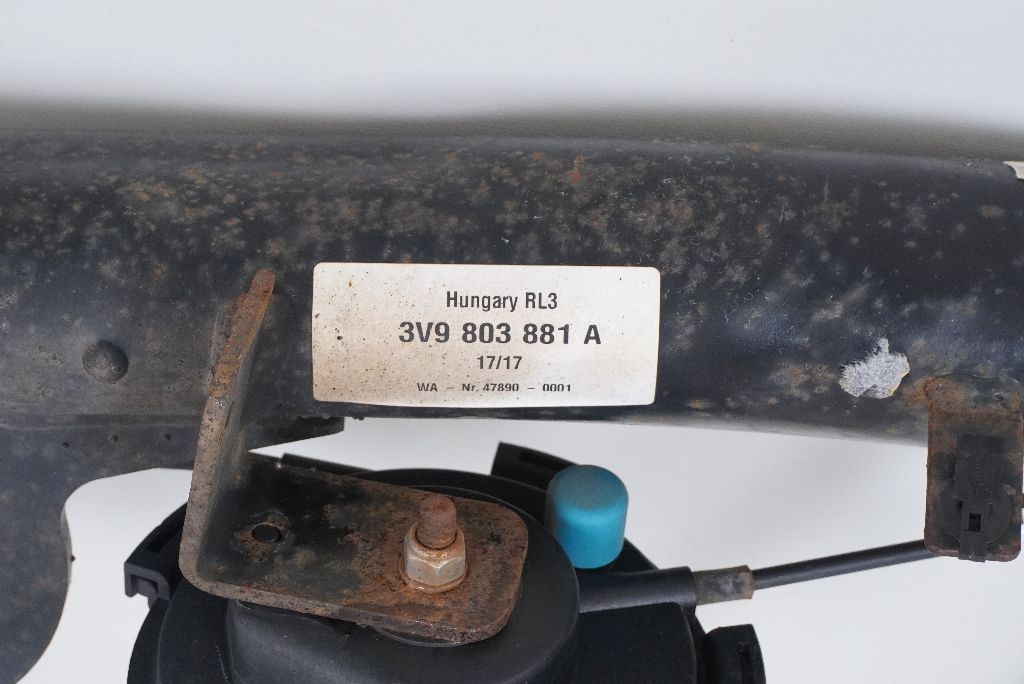 Hungary RL3
3V9 803 881 A
17/17
WA – Nr. 47890 – 0001